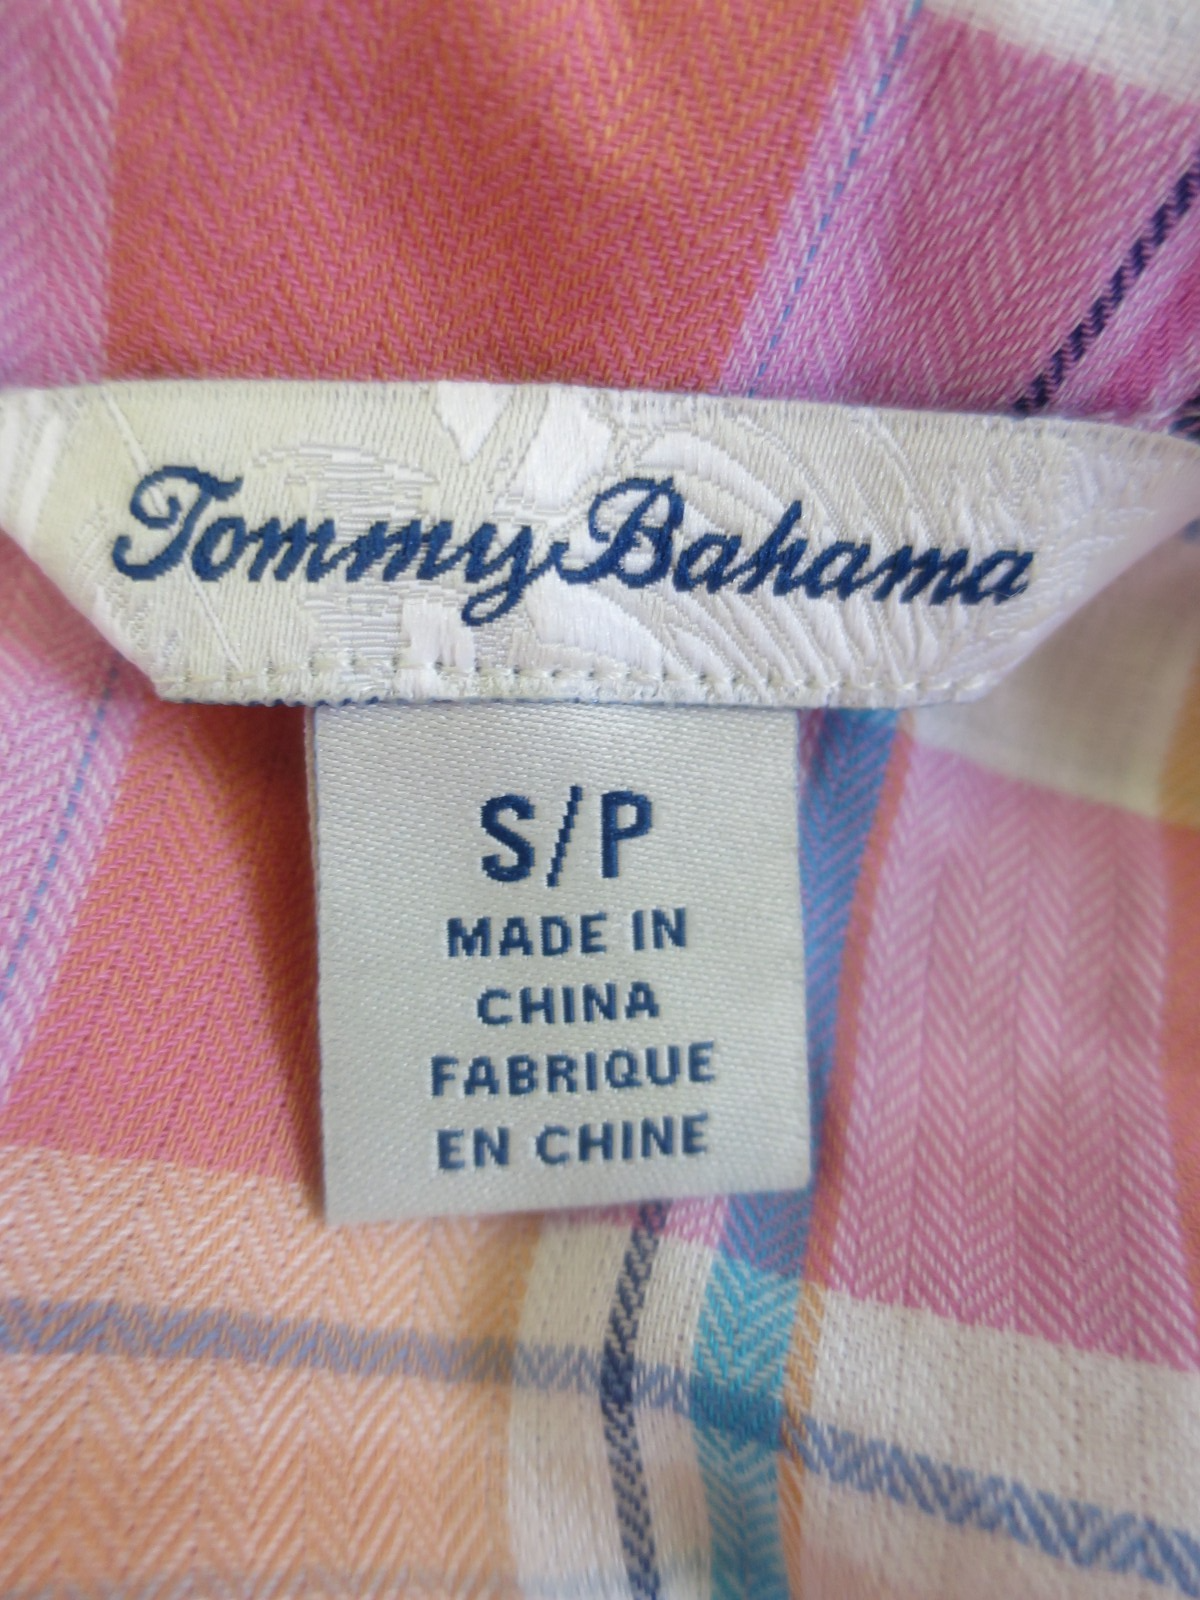 Tommy Bahama
S/P
MADE IN
CHINA
FABRIQUE
EN CHINE